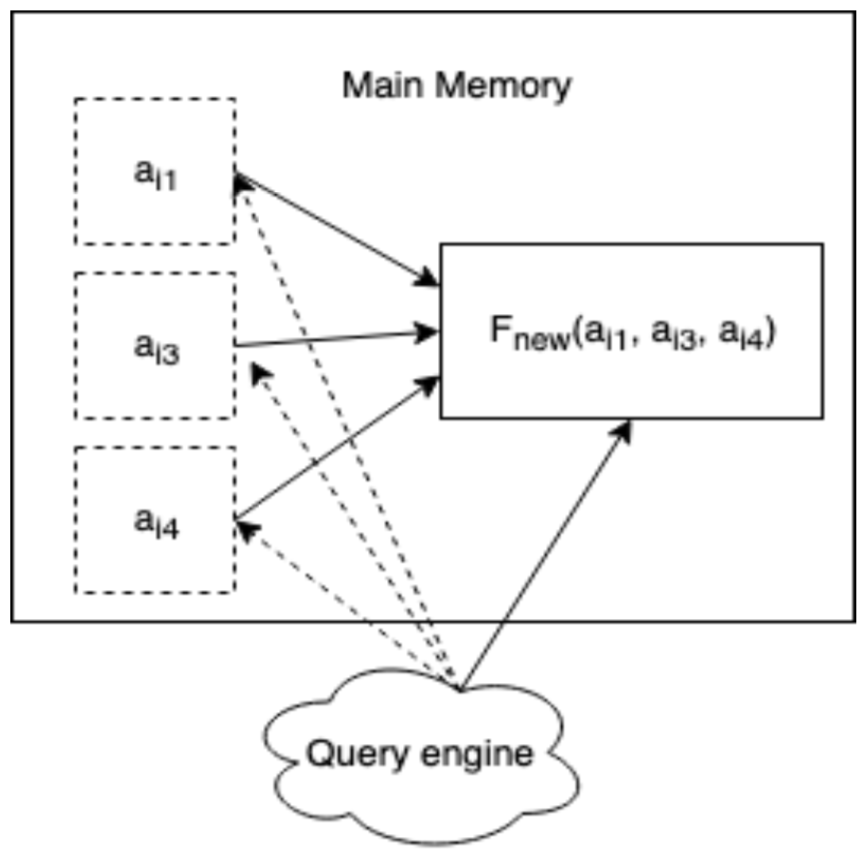 Main Memory
ai1
ai3
Fnew(ai1, ai3, ai4)
ai4
Query engine